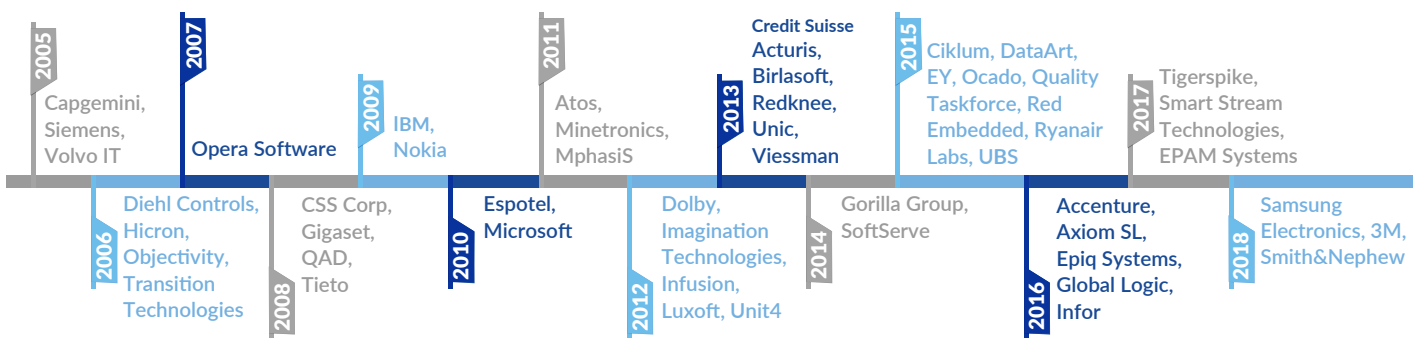 2005
Capgemini,
Siemens,
Volvo IT
2006
Diehl Controls,
Hicron,
Objectivity,
Transition
Technologies
2007
Opera Software
2008
CSS Corp,
Gigaset,
QAD,
Tieto
2009
IBM,
Nokia
2010
Espotel,
Microsoft
2011
Atos,
Minetronics,
MphasiS
2012
Dolby,
Imagination
Technologies,
Infusion,
Luxoft, Unit4
2013
Credit Suisse
Acturis,
Birlasoft,
Redknee,
Unic,
Viessman
2014
Gorilla Group,
SoftServe
2015
Ciklum, DataArt,
EY, Ocado, Quality
Taskforce, Red
Embedded, Ryanair
Labs, UBS
2016
Accenture,
Axiom SL,
Epiq Systems,
Global Logic,
Infor
2017
Tigerspike,
Smart Stream
Technologies,
EPAM Systems
2018
Samsung
Electronics, 3M,
Smith&Nephew